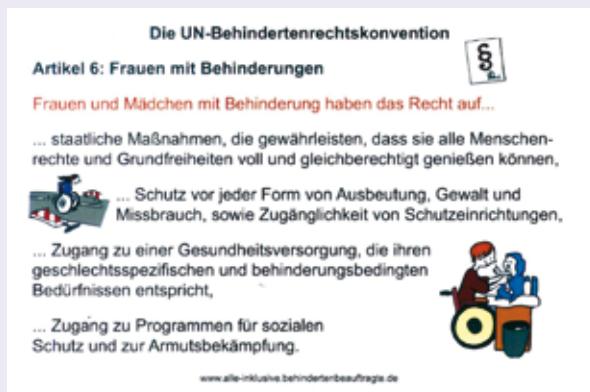 Die UN-Behindertenrechtskonvention
§
Artikel 6: Frauen mit Behinderungen
Frauen und Mädchen mit Behinderung haben das Recht auf...
... staatliche Maßnahmen, die gewährleisten, dass sie alle Menschen-
rechte und Grundfreiheiten voll und gleichberechtigt genießen können,
... Schutz vor jeder Form von Ausbeutung, Gewalt und
Missbrauch, sowie Zugänglichkeit von Schutzeinrichtungen,
... Zugang zu einer Gesundheitsversorgung, die ihren
geschlechtsspezifischen und behinderungsbedingten
Bedürfnissen entspricht,
... Zugang zu Programmen für sozialen
Schutz und zur Armutsbekämpfung.
www.alle-inklusive.behindertenbeauftragte.de